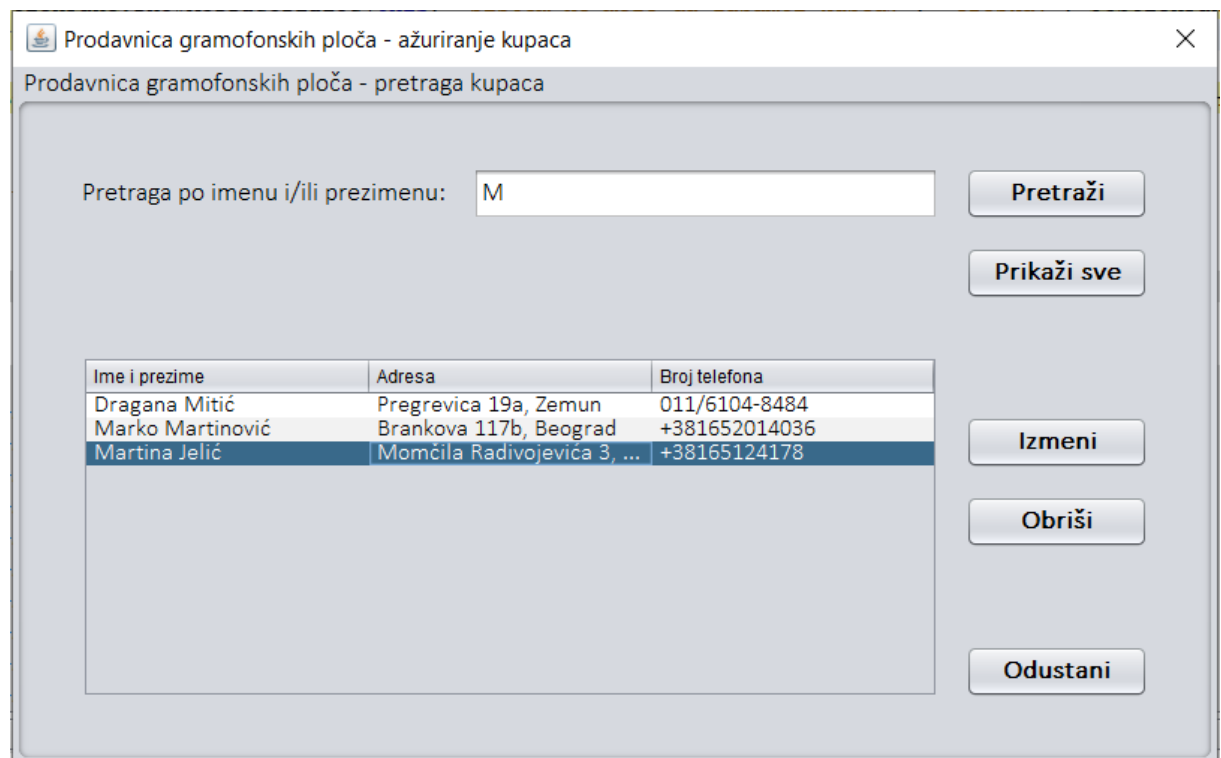 Prodavnica gramofonskih ploča - ažuriranje kupaca
Prodavnica gramofonskih ploča - pretraga kupaca
Pretraga po imenu i/ili prezimenu: M Pretraži
Prikaži sve
Ime i prezime Adresa Broj telefona
Dragana Mitić Pregrevica 19a, Zemun 011/6104-8484
Marko Martinović Brankova 117b, Beograd +381652014036
Martina Jelić Momčila Radivojevića 3, ... +38165124178
Izmeni
Obriši
Odustani